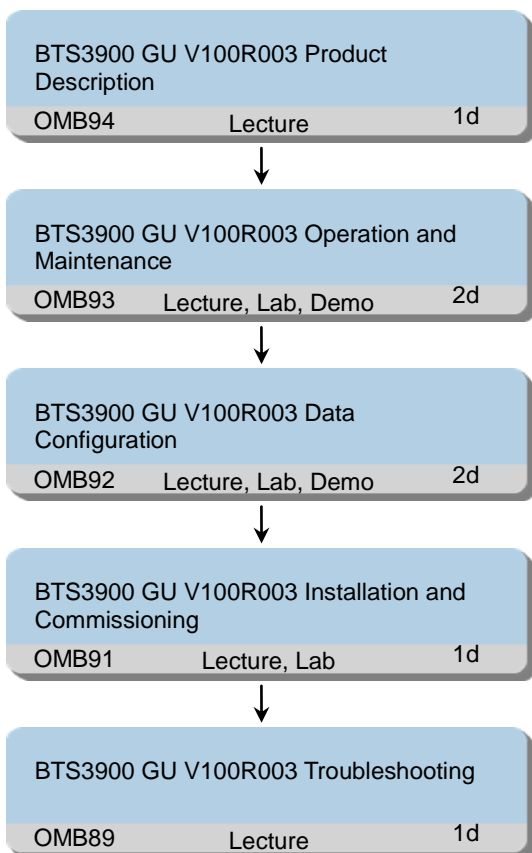 BTS3900 GU V100R003 Product
Description
OMB94 Lecture 1d
BTS3900 GU V100R003 Operation and
Maintenance
OMB93 Lecture, Lab, Demo 2d
BTS3900 GU V100R003 Data
Configuration
OMB92 Lecture, Lab, Demo 2d
BTS3900 GU V100R003 Installation and
Commissioning
OMB91 Lecture, Lab 1d
BTS3900 GU V100R003 Troubleshooting
OMB89 Lecture 1d